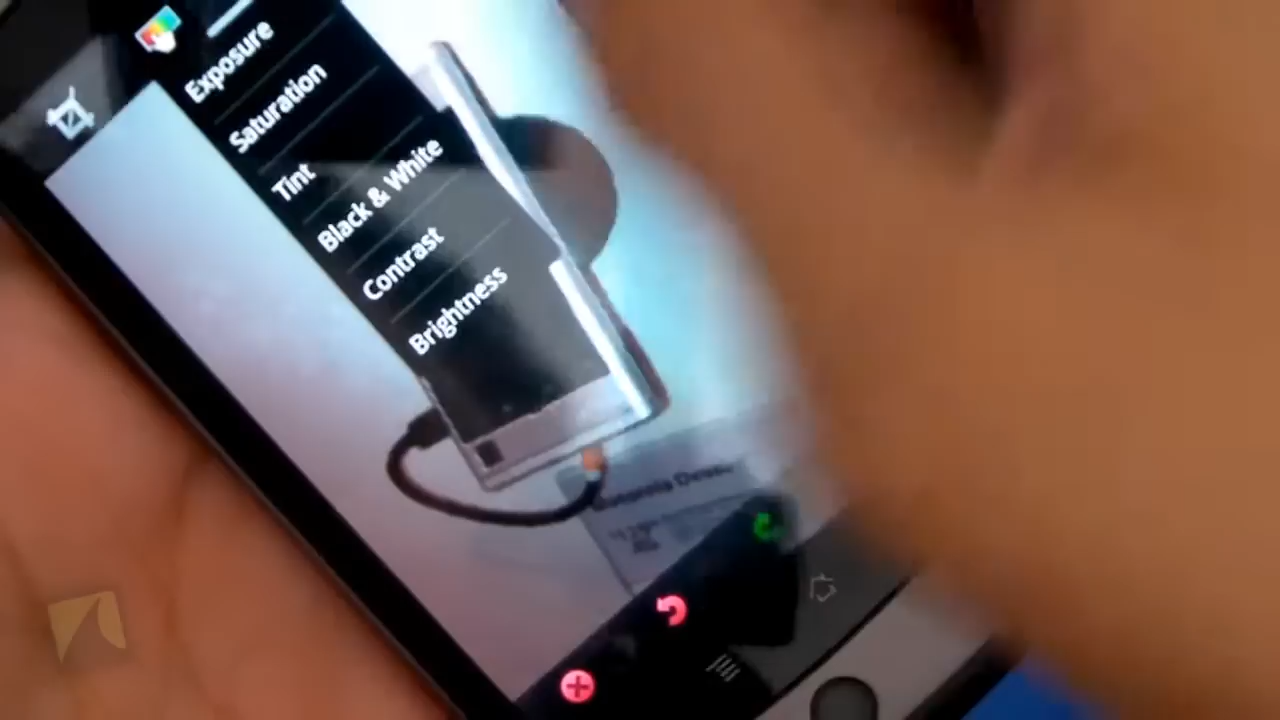 Exposure
Saturation
Tint
Black & White
Contrast
Brightness